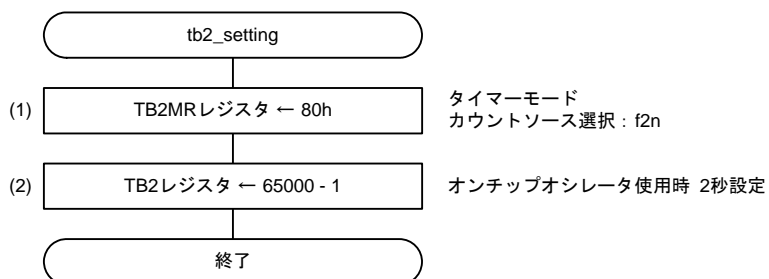 tb2_setting
(1) TB2MRレジスタ ← 80h
タイマーモード
カウントソース選択：f2n
(2) TB2レジスタ ← 65000 - 1
オンチップオシレータ使用時 2秒設定
終了